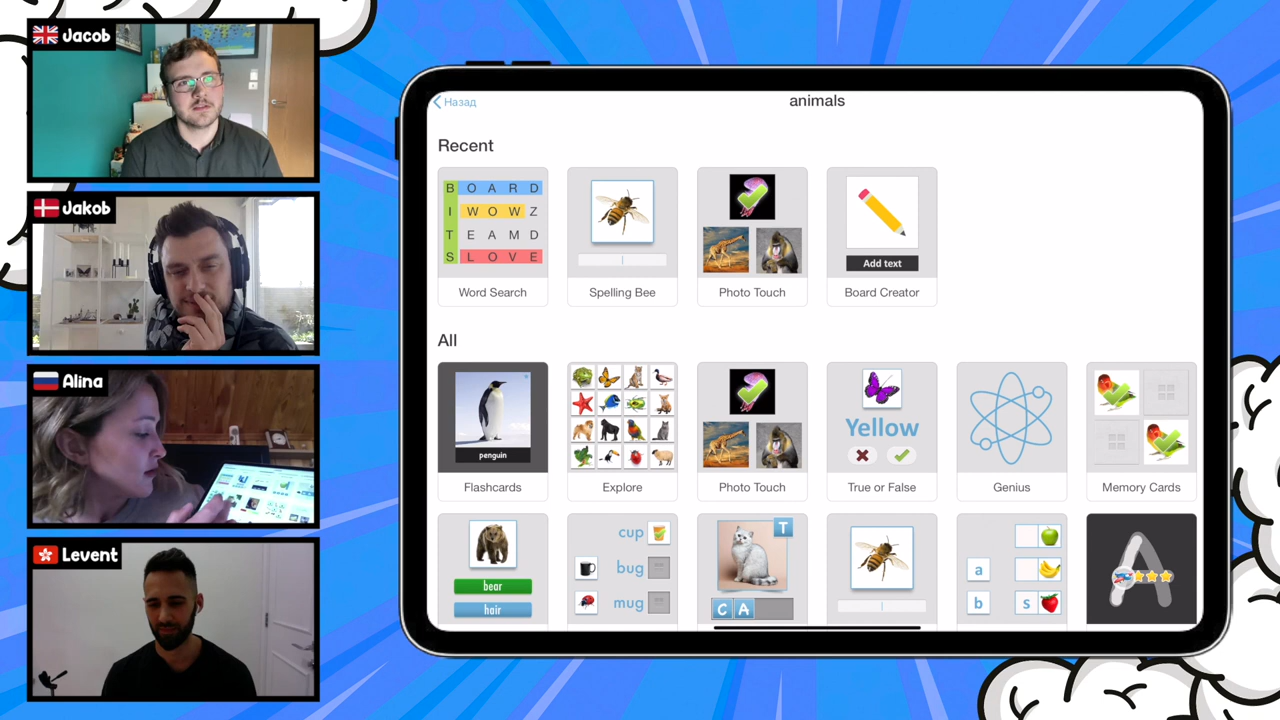 Jacob
Jakob
Alina
Levent
Назад
animals
Recent
B O A R D
I W O W Z
T E A M D
S L O V E
Add text
Word Search
Spelling Bee
Photo Touch
Board Creator
All
penguin
Yellow
Flashcards
Explore
Photo Touch
True or False
Genius
Memory Cards
bear
hair
cup
bug
mug
T
C A
a
b s
A